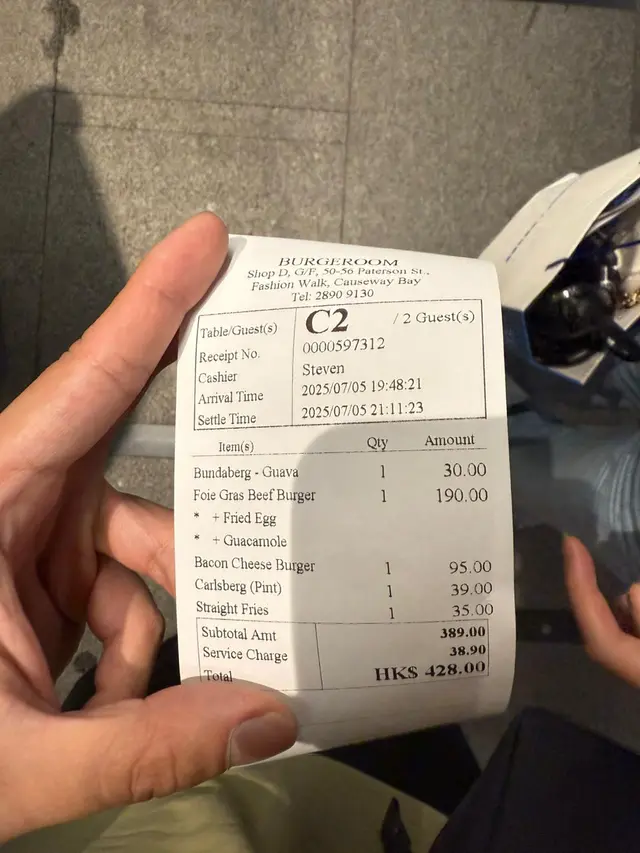 BURGEROOM
Shop D, G/F, 50-56 Paterson St.,
Fashion Walk, Causeway Bay
Tel: 2890 9130
Table/Guest(s) C2 / 2 Guest(s)
Receipt No. 0000597312
Cashier Steven
Arrival Time 2025/07/05 19:48:21
Settle Time 2025/07/05 21:11:23
Item(s) Qty Amount
Bundaberg - Guava 1 30.00
Foie Gras Beef Burger 1 190.00
* + Fried Egg
* + Guacamole
Bacon Cheese Burger 1 95.00
Carlsberg (Pint) 1 39.00
Straight Fries 1 35.00
Subtotal Amt 389.00
Service Charge 38.90
Total HK$ 428.00